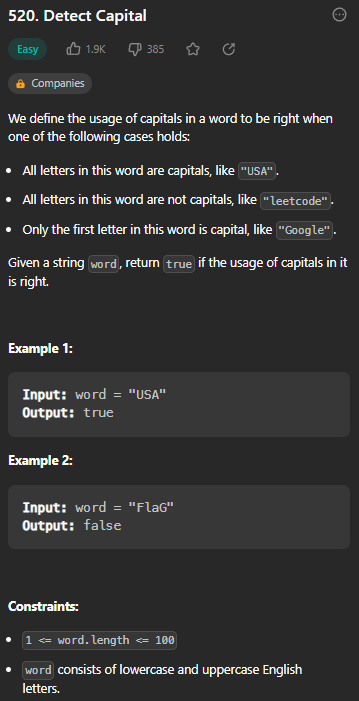 520. Detect Capital
Easy 1.9K 385
Companies
We define the usage of capitals in a word to be right when
one of the following cases holds:
• All letters in this word are capitals, like "USA".
• All letters in this word are not capitals, like "leetcode".
• Only the first letter in this word is capital, like "Google".
Given a string word, return true if the usage of capitals in it
is right.
Example 1:
Input: word = "USA"
Output: true
Example 2:
Input: word = "FlaG"
Output: false
Constraints:
• 1 <= word.length <= 100
• word consists of lowercase and uppercase English
letters.